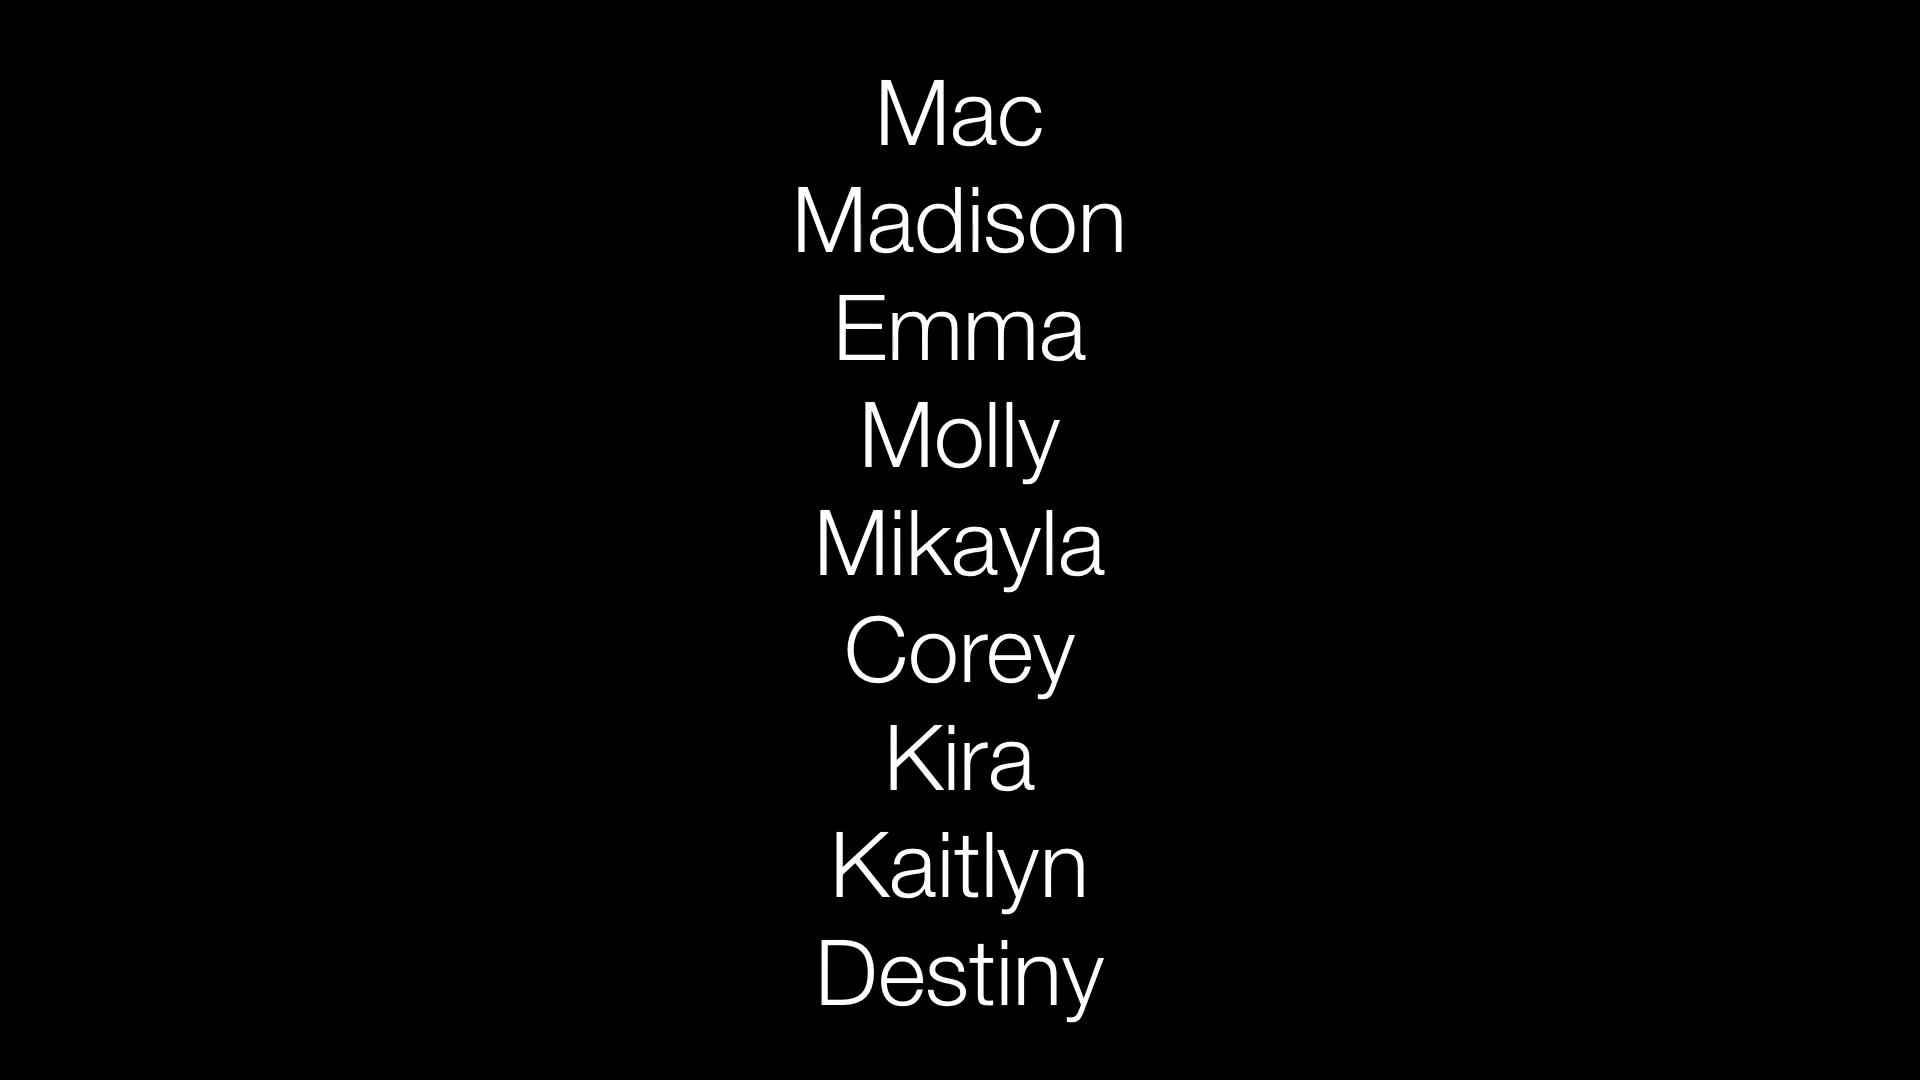 Mac
Madison
Emma
Molly
Mikayla
Corey
Kira
Kaitlyn
Destiny